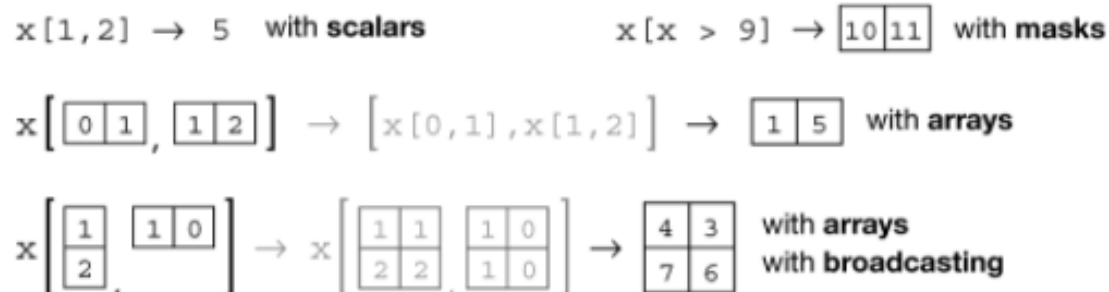 x[1,2] → 5 with scalars
x[x > 9] → 10 11 with masks
x[ 0 1 , 1 2 ] → [x[0,1],x[1,2]] → 1 5 with arrays
x[ 1 , 1 0 ] → x[ 1 1 , 1 0 ] → 4 3 with arrays
2 2 2 1 0 7 6 with broadcasting